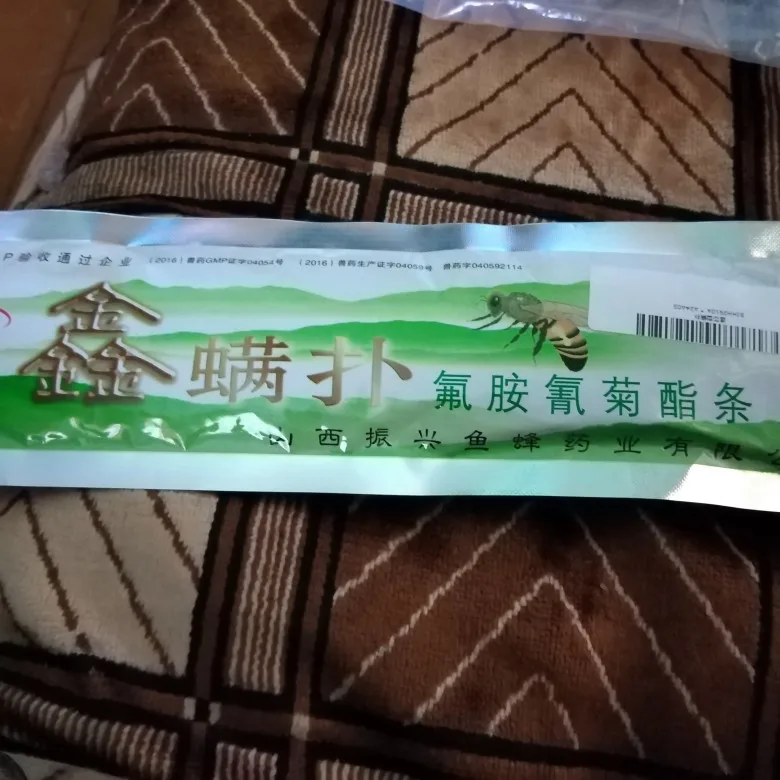 P验收通过企业 (2016)兽药GMP证字04054号 (2016)兽药生产证字04059号 兽药字040592114
鑫螨扑 氟胺氰菊酯条
山西振兴鱼蜂药业有限